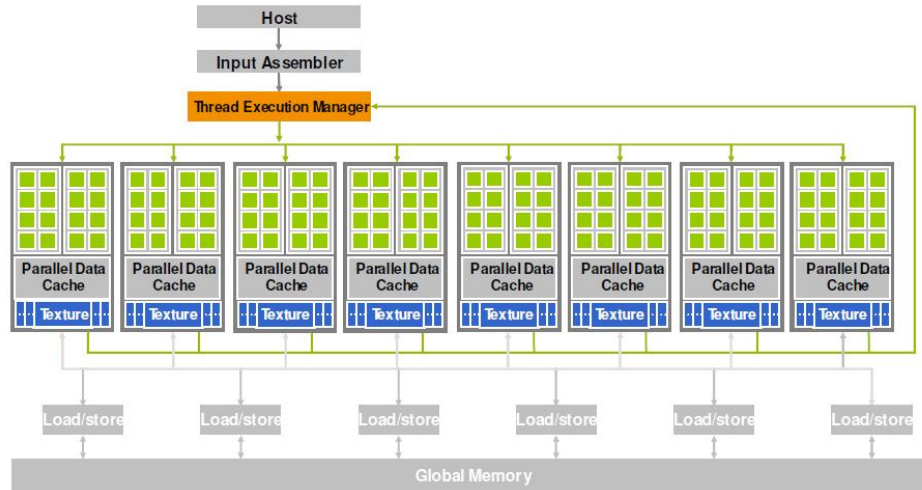 Host
Input Assembler
Thread Execution Manager
Parallel Data
Cache
Texture
Parallel Data
Cache
Texture
Parallel Data
Cache
Texture
Parallel Data
Cache
Texture
Parallel Data
Cache
Texture
Parallel Data
Cache
Texture
Parallel Data
Cache
Texture
Parallel Data
Cache
Texture
Load/store
Load/store
Load/store
Load/store
Load/store
Load/store
Global Memory